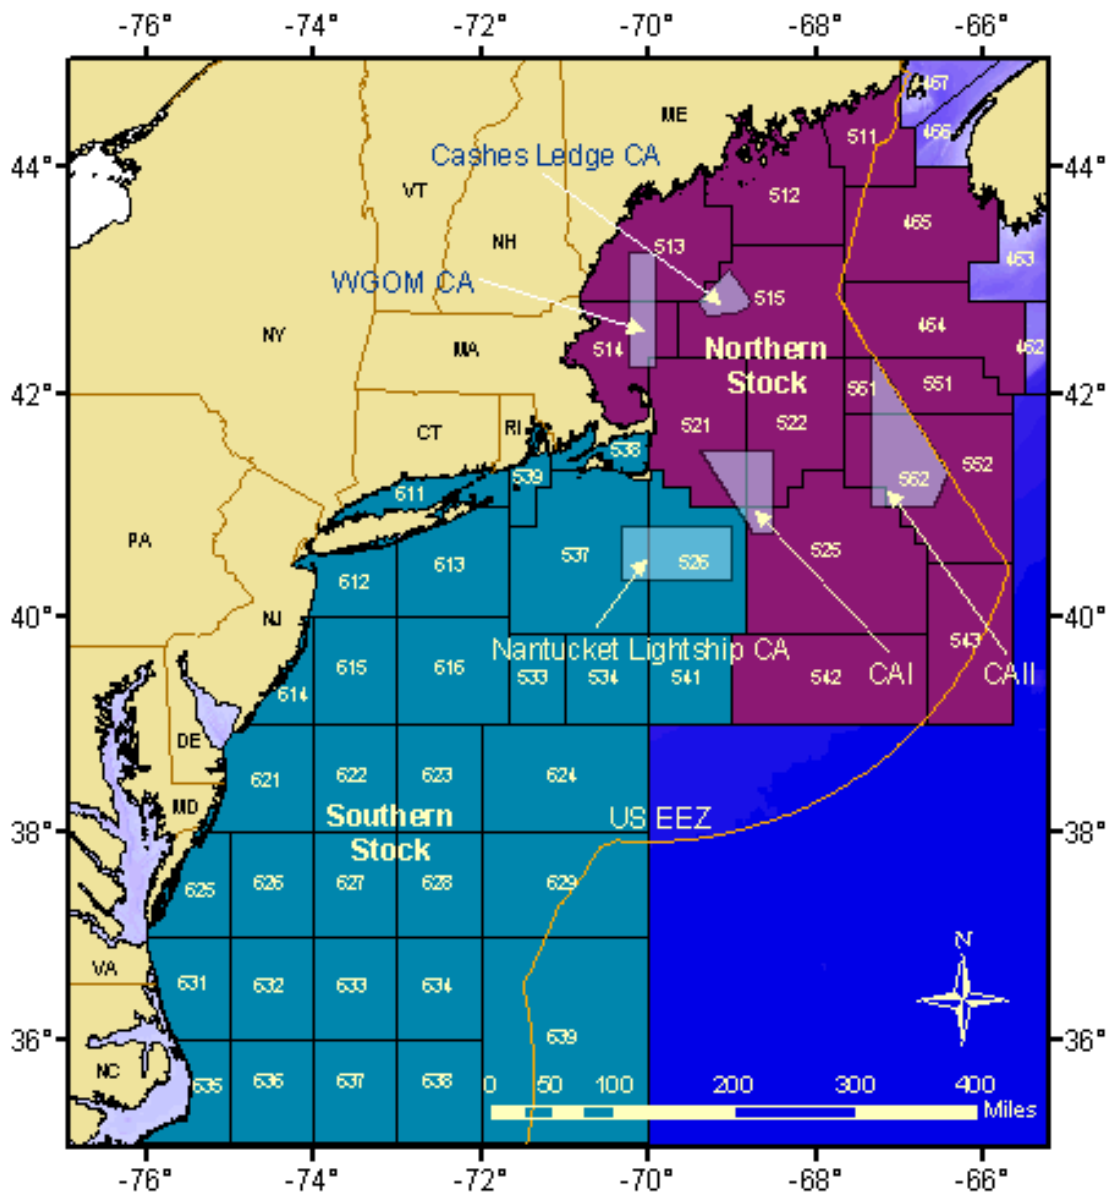 -76° -74° -72° -70° -68° -66°
467
ME
511
466
44° 44°
Cashes Ledge CA
VT
512
465
NH
513
463
WGOM CA
515
NY
464
MA
514
462
Northern
Stock
561
551
42° 42°
CT
RI
521
522
538
552
539
562
611
PA
537
526
525
613
612
40° 40°
NJ
543
Nantucket Lightship CA
615
616
533
534
541
542
CAI
CAII
614
DE
621
622
623
624
MD
Southern
Stock
US EEZ
38° 38°
625
626
627
628
629
N
VA
631
632
633
634
36° 36°
639
NC
635
636
637
638
0 50 100 200 300 400
Miles
-76° -74° -72° -70° -68° -66°